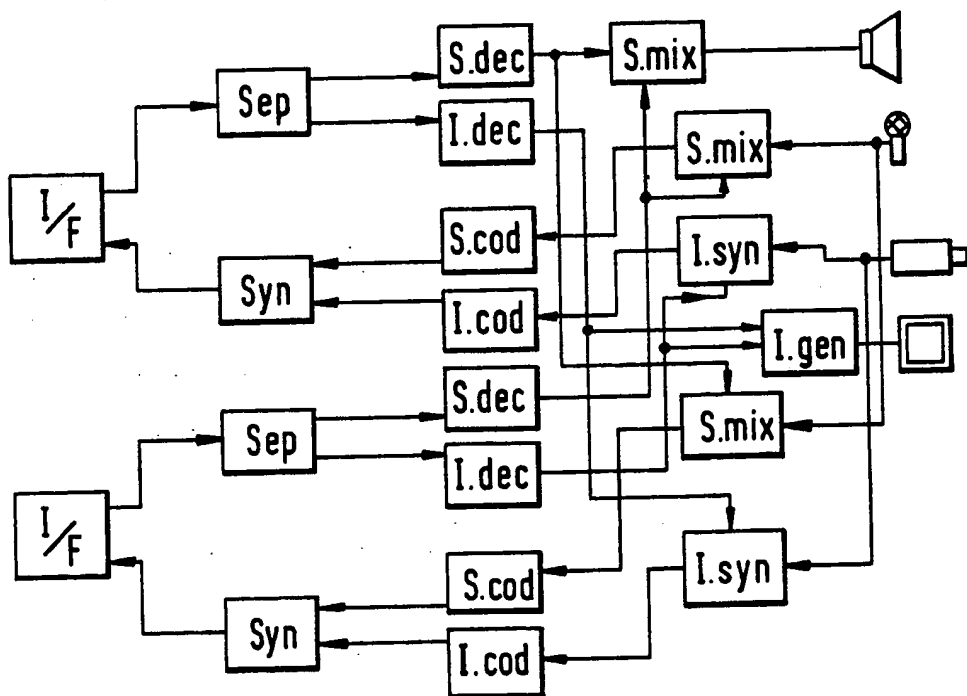 S.dec
S.mix
Sep
I.dec
S.mix
I/F
S.cod
I.syn
Syn
I.cod
I.gen
S.dec
S.mix
Sep
I.dec
I/F
S.cod
I.syn
Syn
I.cod